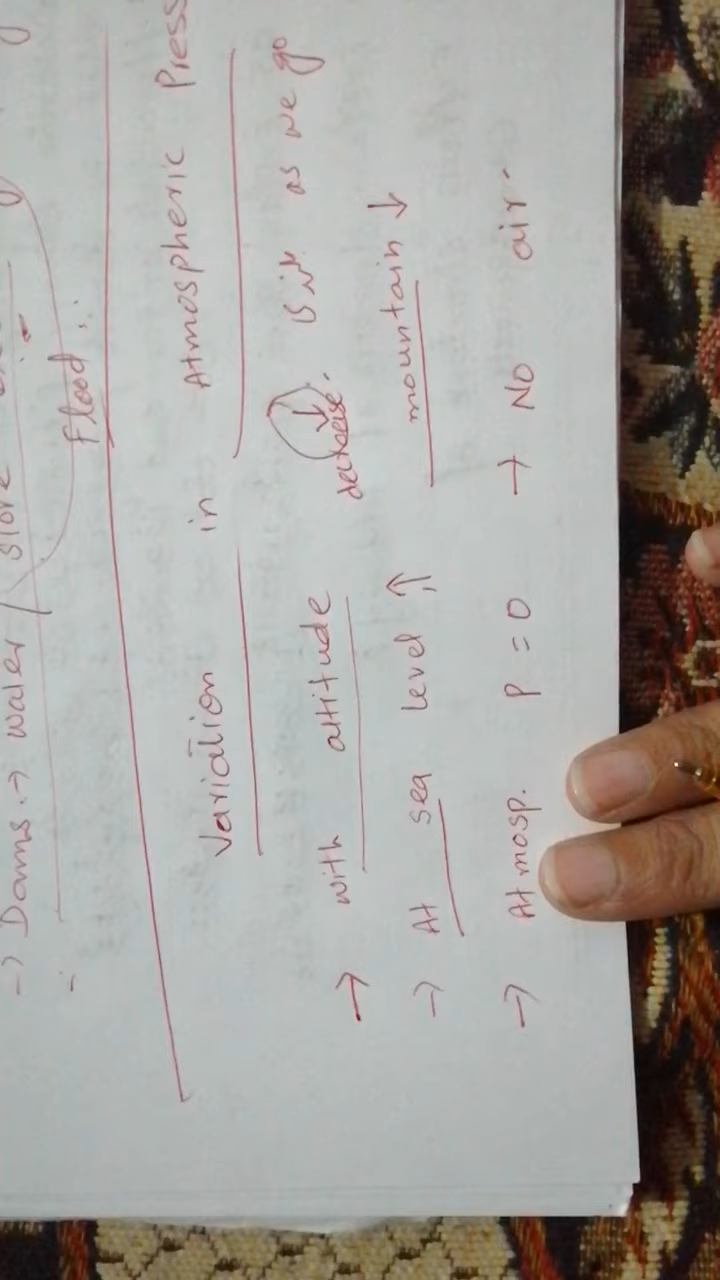 -> Dams. -> water / store
Flood
Variation in Atmospheric Press
-> with altitude decrease. as we go
-> At sea level ↑ mountain ↓
-> Atmosp. P = 0 -> No air